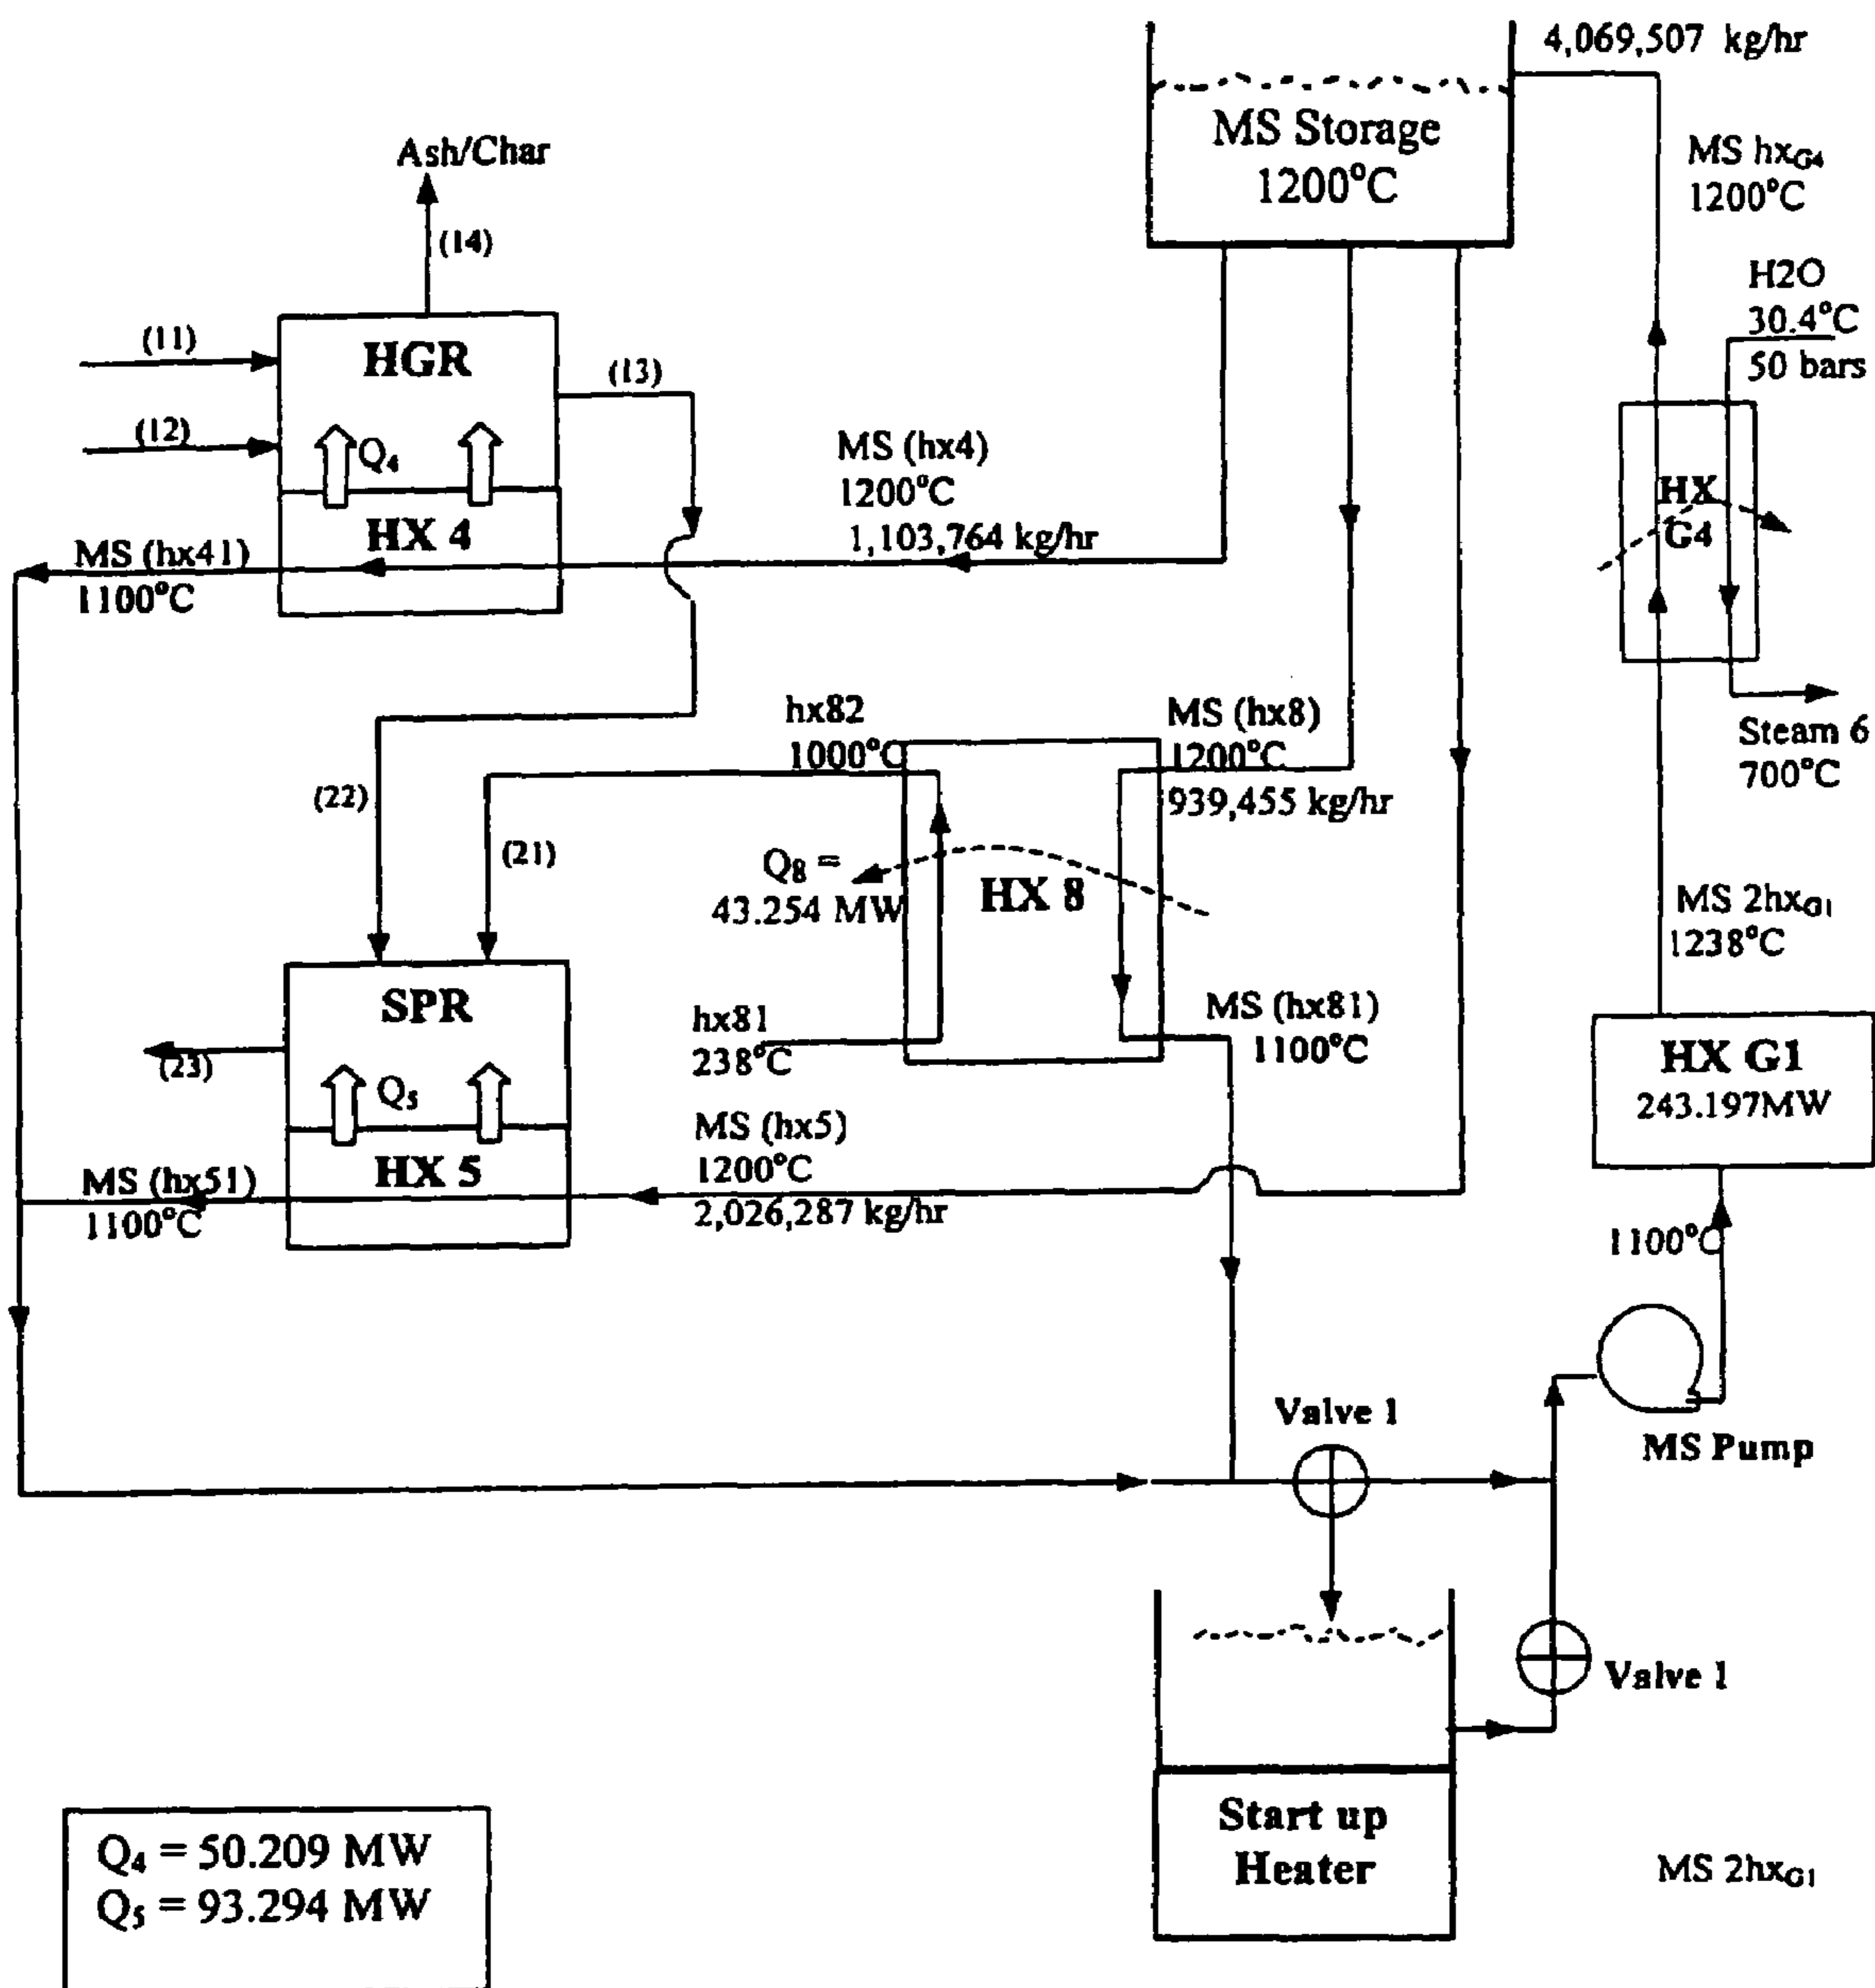 4,069,507 kg/hr
MS Storage
1200°C
MS hxG4
1200°C
Ash/Char
(14)
H2O
30.4°C
50 bars
(11)
HGR
(13)
(12)
Q4
MS (hx4)
1200°C
1,103,764 kg/hr
HX
G4
HX 4
MS (hx41)
1100°C
hx82
1000°C
MS (hx8)
1200°C
939,455 kg/hr
Steam 6
700°C
(22)
(21)
Q8 =
43.254 MW
HX 8
MS 2hxG1
1238°C
SPR
hx81
238°C
MS (hx81)
1100°C
HX G1
243.197MW
(23)
Q5
MS (hx5)
1200°C
2,026,287 kg/hr
HX 5
MS (hx51)
1100°C
1100°C
Valve 1
MS Pump
Valve 1
Start up
Heater
MS 2hxG1
Q4 = 50.209 MW
Q5 = 93.294 MW